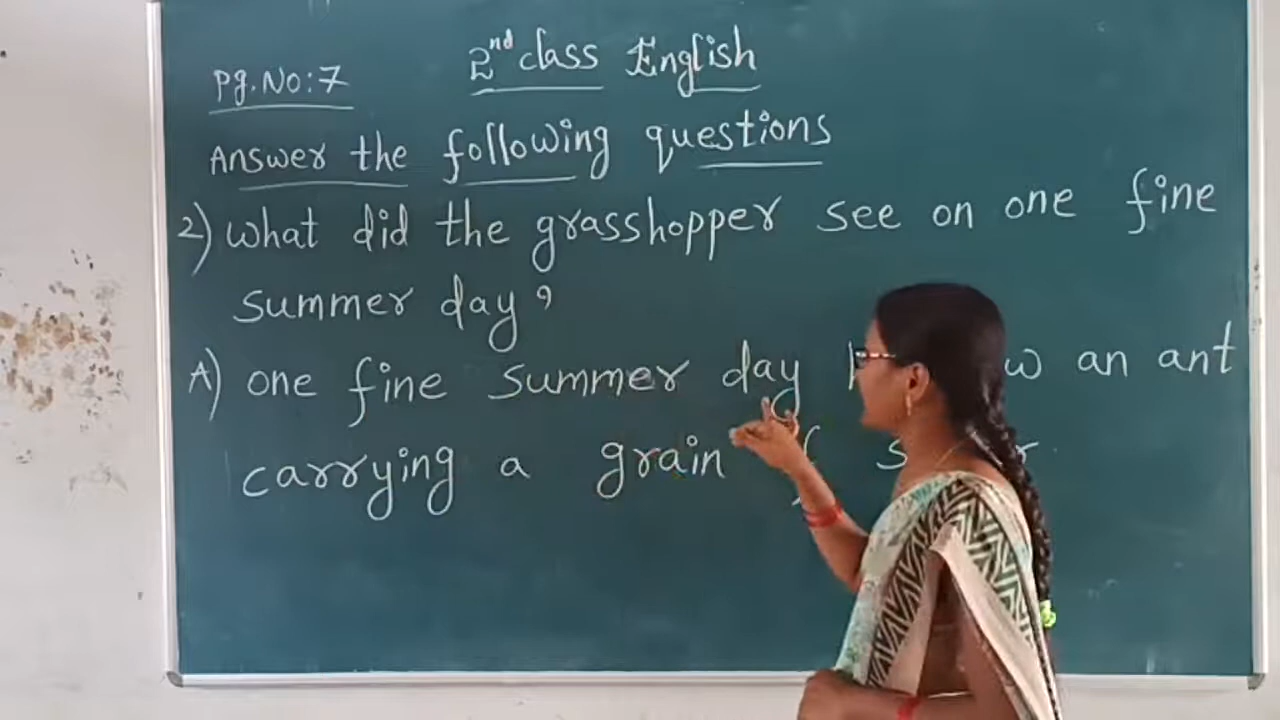 2nd class English
Pg. No: 7
Answer the following questions
2) What did the grasshopper see on one fine
summer day?
A) one fine summer day an ant
carrying a grain